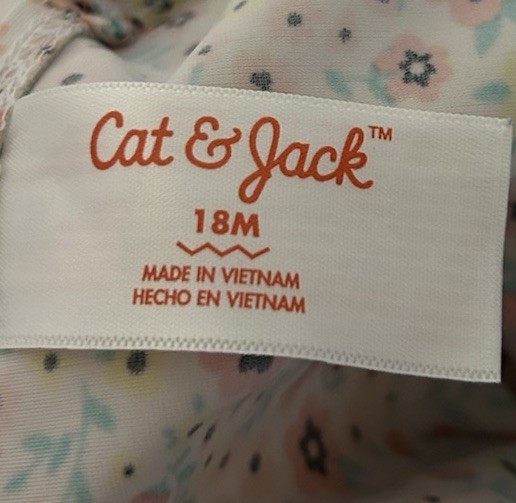 Cat & Jack™
18M
MADE IN VIETNAM
HECHO EN VIETNAM